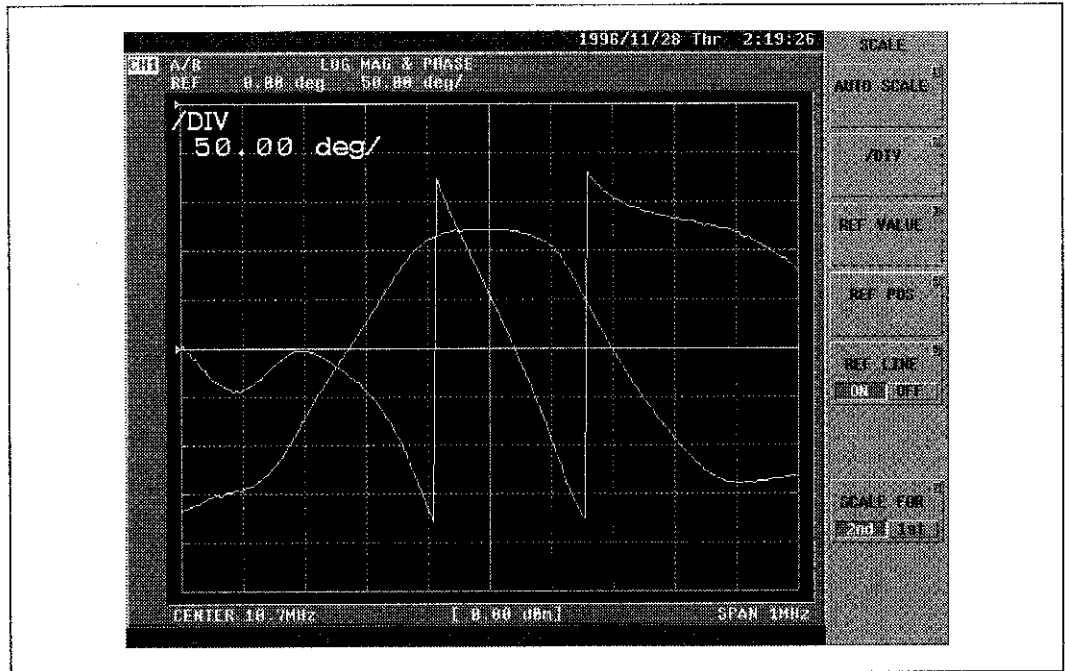 1996/11/28 Thr 2:19:26
SCALE
CH1 A/R LOG MAG & PHASE
REF 0.00 deg 50.00 deg/
AUTO SCALE
/DIV
50.00 deg/
/DIV
REF VALUE
REF POS
REF LINE
ON OFF
SCALE FOR
2nd 1st
CENTER 10.7MHz [ 0.00 dBm] SPAN 1MHz